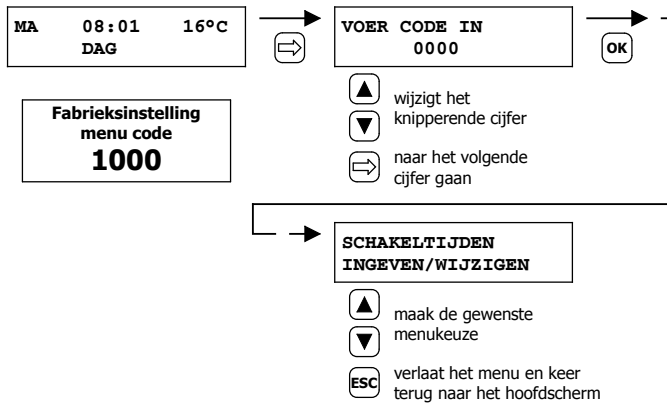 MA 08:01 16°C
DAG
VOER CODE IN
0000
OK
Fabrieksinstelling
menu code
1000
wijzigt het
knipperende cijfer
naar het volgende
cijfer gaan
SCHAKELTIJDEN
INGEVEN/WIJZIGEN
maak de gewenste
menukeuze
ESC
verlaat het menu en keer
terug naar het hoofdscherm